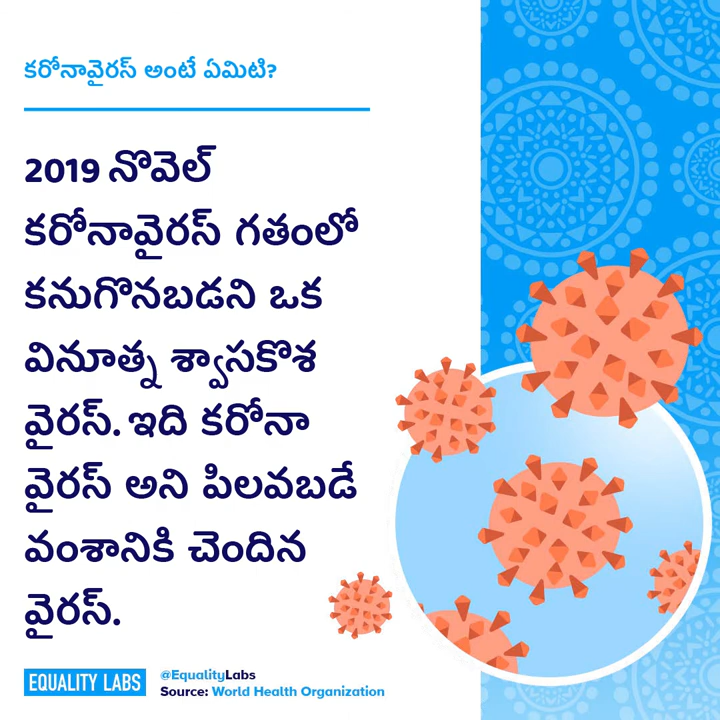 కరోనావైరస్ అంటే ఏమిటి?
2019 నొవెల్
కరోనావైరస్ గతంలో
కనుగొనబడని ఒక
వినూత్న శ్వాసకొశ
వైరస్. ఇది కరోనా
వైరస్ అని పిలవబడే
వంశానికి చెందిన
వైరస్.
EQUALITY LABS
@EqualityLabs
Source: World Health Organization